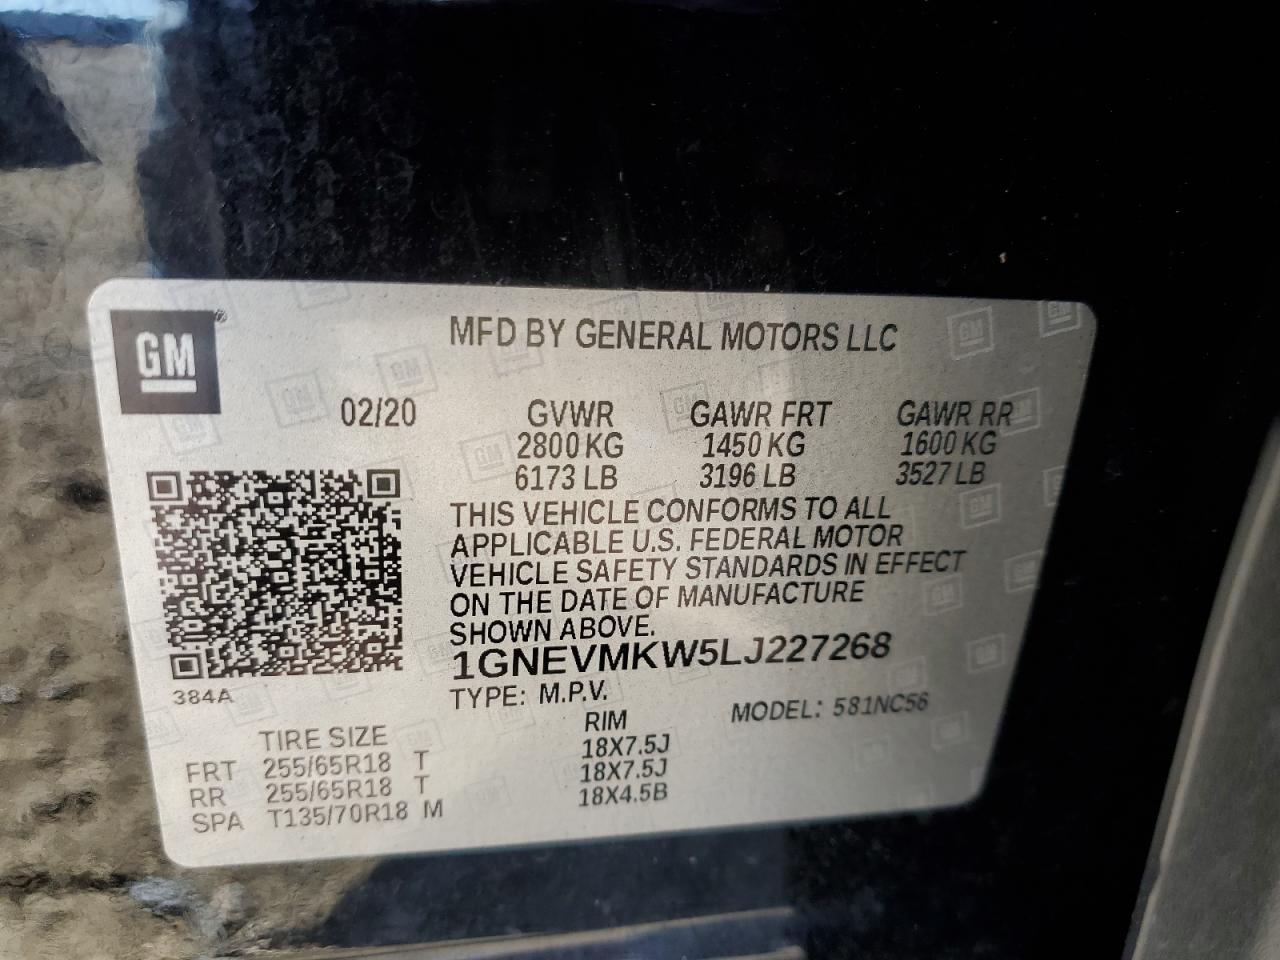 GM
MFD BY GENERAL MOTORS LLC
02/20 GVWR GAWR FRT GAWR RR
2800 KG 1450 KG 1600 KG
6173 LB 3196 LB 3527 LB
THIS VEHICLE CONFORMS TO ALL
APPLICABLE U.S. FEDERAL MOTOR
VEHICLE SAFETY STANDARDS IN EFFECT
ON THE DATE OF MANUFACTURE
SHOWN ABOVE.
1GNEVMKW5LJ227268
384A
TYPE: M.P.V. MODEL: 581NC56
TIRE SIZE RIM
FRT 255/65R18 T 18X7.5J
RR 255/65R18 T 18X7.5J
SPA T135/70R18 M 18X4.5B